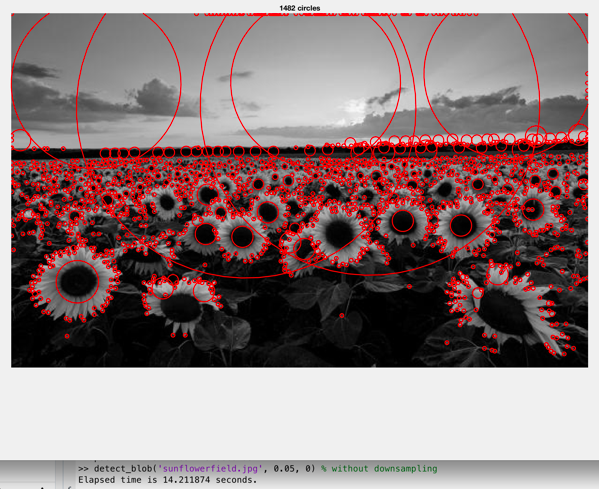 1482 circles
>> detect_blob('sunflowerfield.jpg', 0.05, 0) % without downsampling
Elapsed time is 14.211874 seconds.